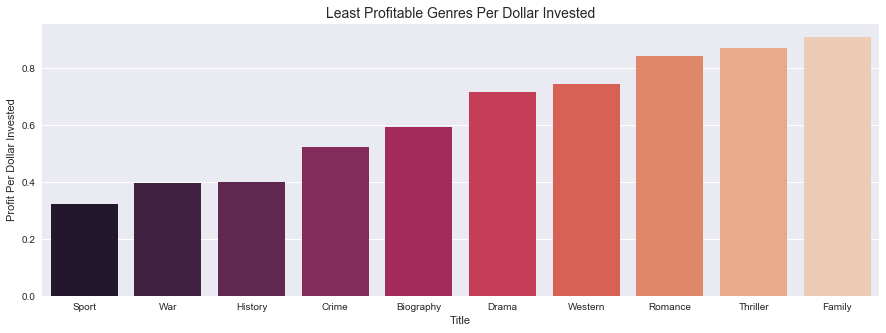 Least Profitable Genres Per Dollar Invested
Profit Per Dollar Invested
0.8
0.6
0.4
0.2
0.0
Sport War History Crime Biography Drama Western Romance Thriller Family
Title